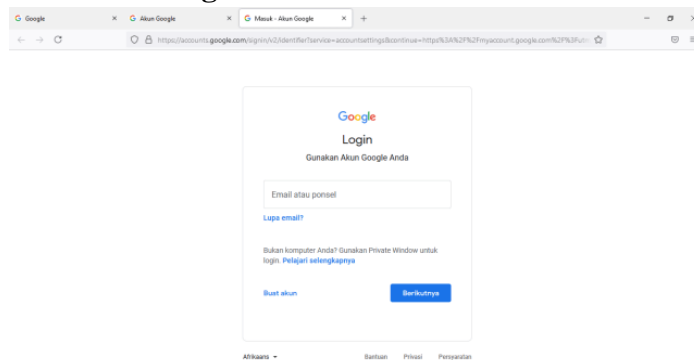 Google
Akun Google
Masuk - Akun Google
https://accounts.google.com/signin/v2/identifier?service=accountsettings&continue=https%3A%2F%2Fmyaccount.google.com%2F%3Futm
Google
Login
Gunakan Akun Google Anda
Email atau ponsel
Lupa email?
Bukan komputer Anda? Gunakan Private Window untuk
login. Pelajari selengkapnya
Buat akun Berikutnya
Afrikaans Bantuan Privasi Persyaratan